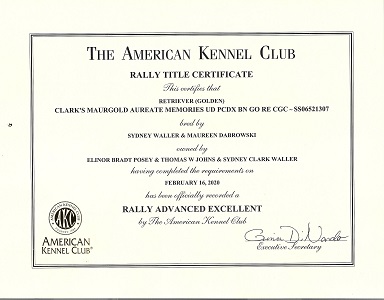 THE AMERICAN KENNEL CLUB
RALLY TITLE CERTIFICATE
This certifies that
RETRIEVER (GOLDEN)
CLARK'S MAURGOLD AUREATE MEMORIES UD PCDX BN GO RE CGC – SS06521307
bred by
SYDNEY WALLER & MAUREEN DABROWSKI
owned by
ELINOR BRADT POSEY & THOMAS W JOHNS & SYDNEY CLARK WALLER
having completed the requirements on
FEBRUARY 16, 2020
has been officially recorded a
RALLY ADVANCED EXCELLENT
by The American Kennel Club
AKC
AMERICAN
KENNEL CLUB®
Executive Secretary